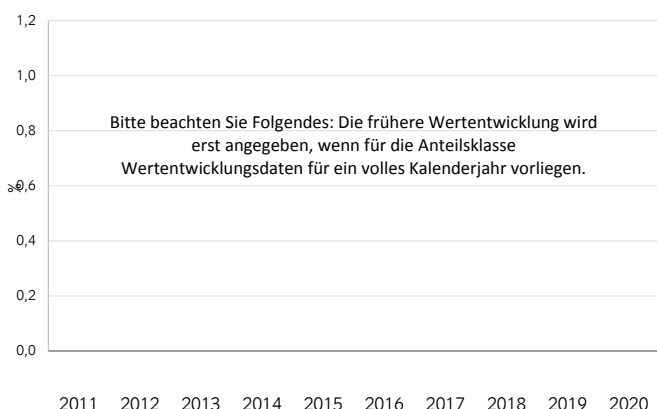 1,2
1,0
Bitte beachten Sie Folgendes: Die frühere Wertentwicklung wird
0,8
erst angegeben, wenn für die Anteilsklasse
Wertentwicklungsdaten für ein volles Kalenderjahr vorliegen.
%
0,6
0,4
0,2
0,0
2011 2012 2013 2014 2015 2016 2017 2018 2019 2020